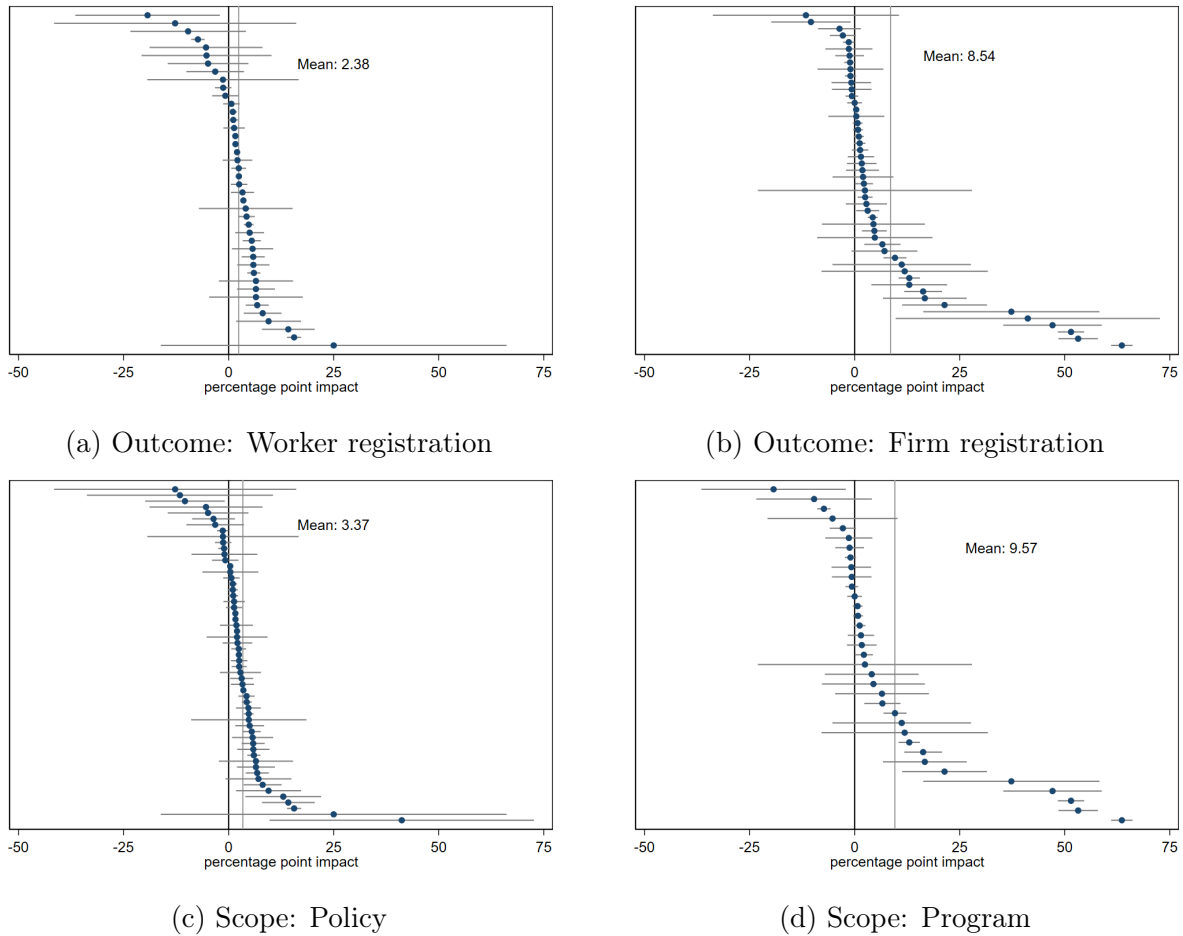 Mean: 2.38
-50 -25 0 25 50 75
percentage point impact
(a) Outcome: Worker registration
Mean: 8.54
-50 -25 0 25 50 75
percentage point impact
(b) Outcome: Firm registration
Mean: 3.37
-50 -25 0 25 50 75
percentage point impact
(c) Scope: Policy
Mean: 9.57
-50 -25 0 25 50 75
percentage point impact
(d) Scope: Program